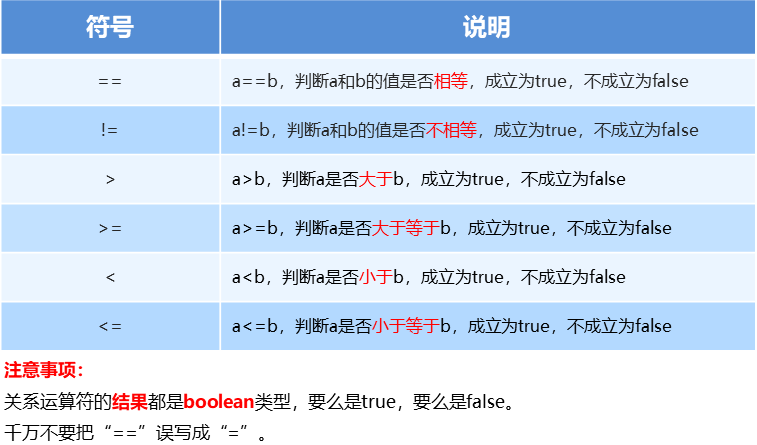 符号 说明
== a==b，判断a和b的值是否相等，成立为true，不成立为false
!= a!=b，判断a和b的值是否不相等，成立为true，不成立为false
> a>b，判断a是否大于b，成立为true，不成立为false
>= a>=b，判断a是否大于等于b，成立为true，不成立为false
< a<b，判断a是否小于b，成立为true，不成立为false
<= a<=b，判断a是否小于等于b，成立为true，不成立为false
注意事项：
关系运算符的结果都是boolean类型，要么是true，要么是false。
千万不要把“==”误写成“=”。